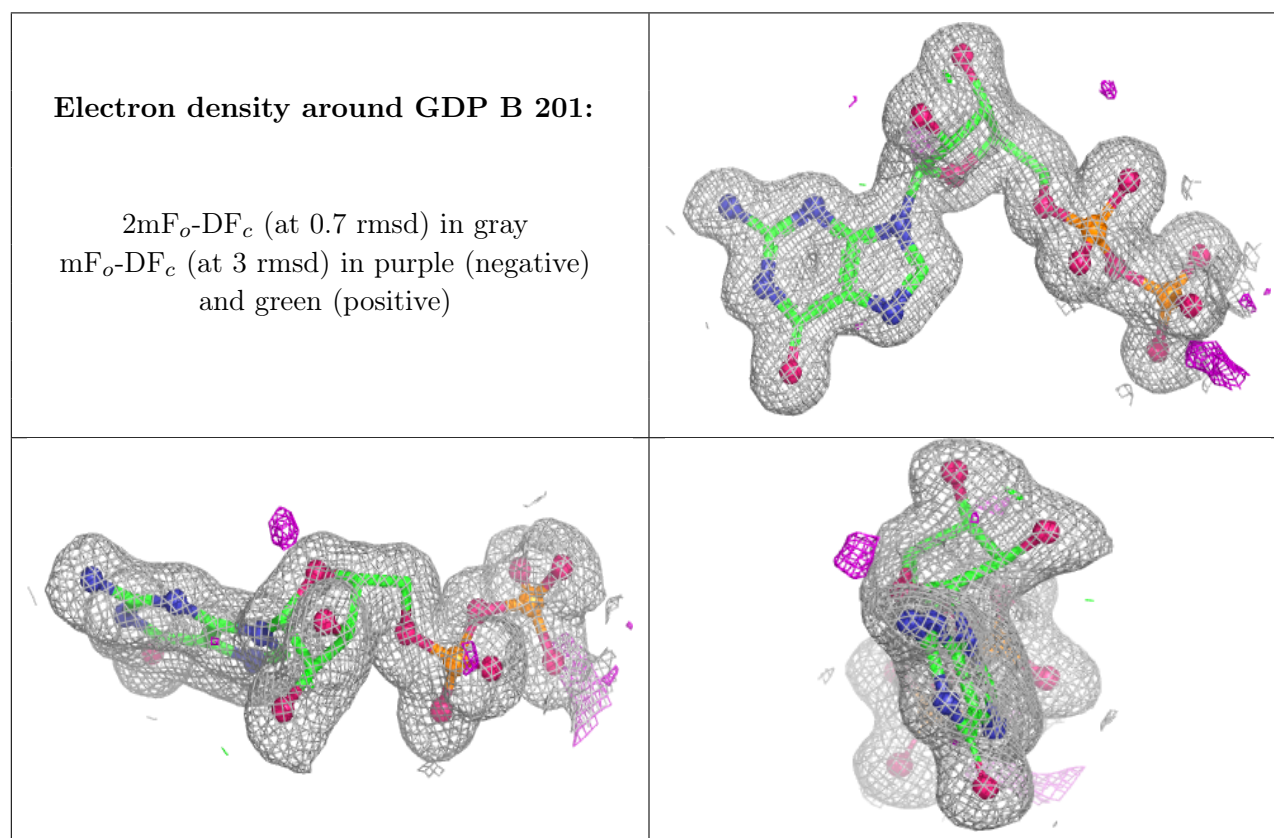 Electron density around GDP B 201:
2mFo-DFc (at 0.7 rmsd) in gray
mFo-DFc (at 3 rmsd) in purple (negative)
and green (positive)